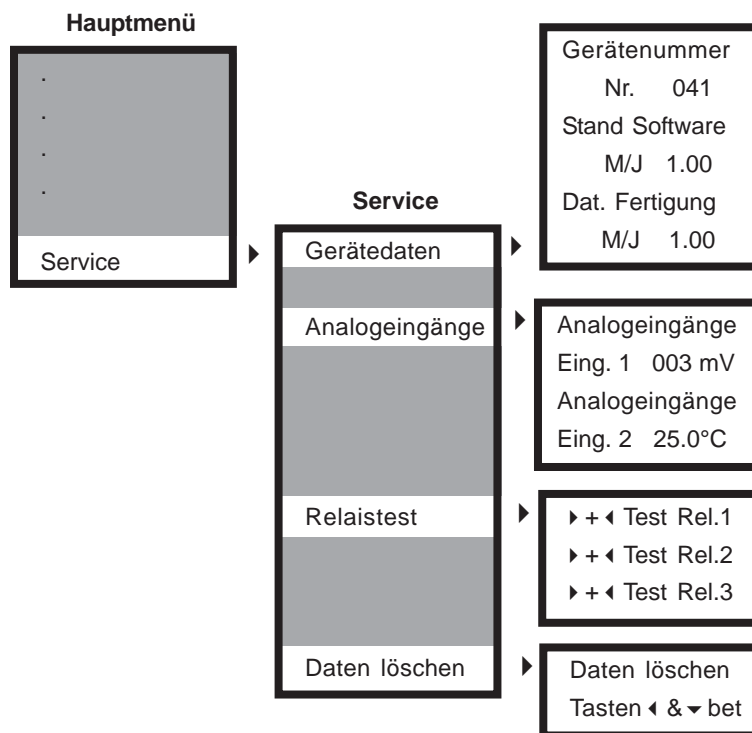 Hauptmenü
.
.
.
.
Service
Service
Gerätedaten
Analogeingänge
Relaistest
Daten löschen
Gerätenummer
Nr. 041
Stand Software
M/J 1.00
Dat. Fertigung
M/J 1.00
Analogeingänge
Eing. 1 003 mV
Analogeingänge
Eing. 2 25.0°C
▶ + ◀ Test Rel.1
▶ + ◀ Test Rel.2
▶ + ◀ Test Rel.3
Daten löschen
Tasten ◀ & ▼ bet